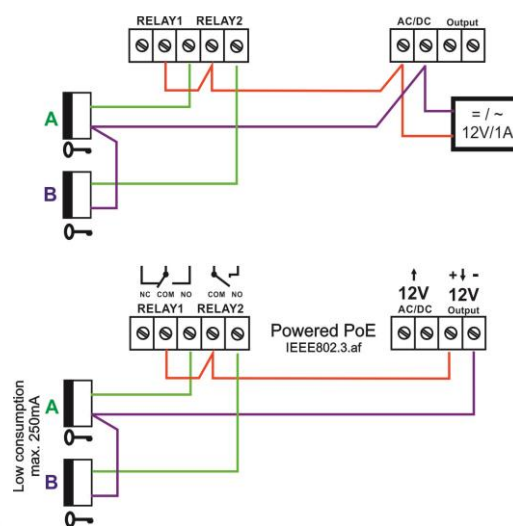 RELAY1 RELAY2 AC/DC Output
A
= / ~
12V/1A
B
NC COM NO COM NO
RELAY1 RELAY2
Powered PoE
IEEE802.3.af
12V
AC/DC
+ -
12V
Output
Low consumption
max. 250mA
A
B